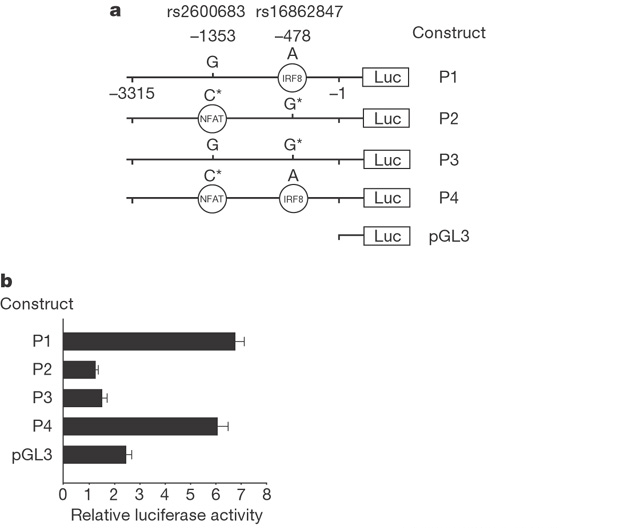 a
rs2600683 rs16862847
−1353 −478 Construct
G A
IRF8 Luc P1
−3315 −1
C* G*
NFAT Luc P2
G G*
Luc P3
C* A
NFAT IRF8 Luc P4
Luc pGL3
b
Construct
P1
P2
P3
P4
pGL3
0 1 2 3 4 5 6 7 8
Relative luciferase activity